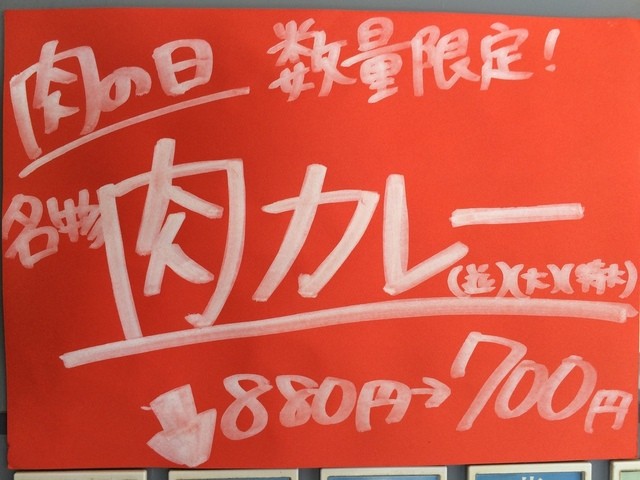 肉の日 数量限定!
名物 肉カレー (並)(大)(特大)
↓880円→700円